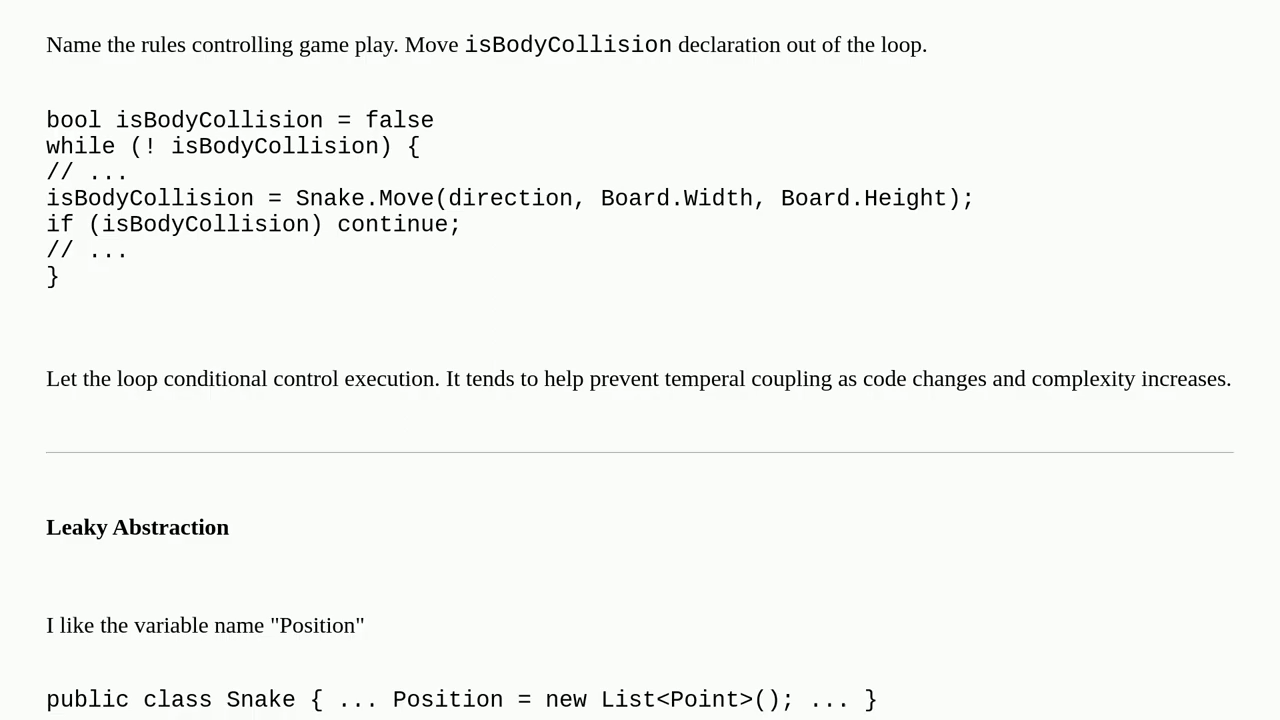 Name the rules controlling game play. Move isBodyCollision declaration out of the loop.
bool isBodyCollision = false
while (! isBodyCollision) {
// ...
isBodyCollision = Snake.Move(direction, Board.Width, Board.Height);
if (isBodyCollision) continue;
// ...
}
Let the loop conditional control execution. It tends to help prevent temperal coupling as code changes and complexity increases.
Leaky Abstraction
I like the variable name "Position"
public class Snake { ... Position = new List<Point>(); ... }